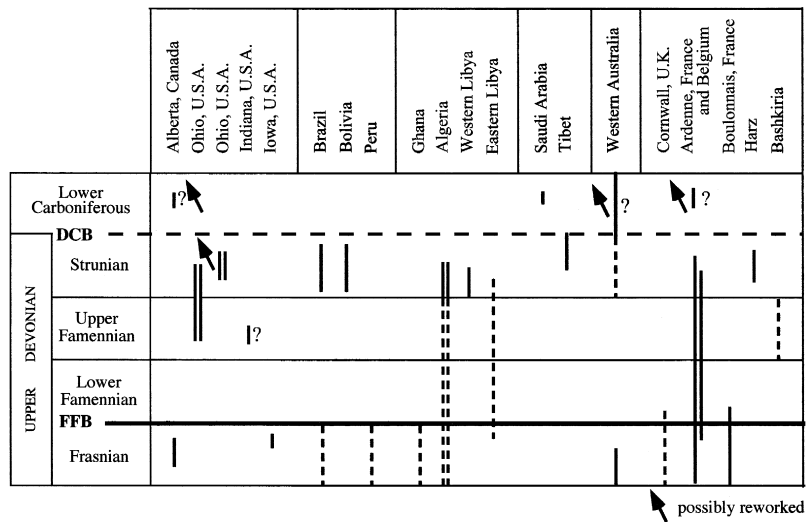 Alberta, Canada
Ohio, U.S.A.
Ohio, U.S.A.
Indiana, U.S.A.
Iowa, U.S.A.
Brazil
Bolivia
Peru
Ghana
Algeria
Western Libya
Eastern Libya
Saudi Arabia
Tibet
Western Australia
Cornwall, U.K.
Ardenne, France
and Belgium
Boulonnais, France
Harz
Bashkiria
Lower
Carboniferous
?
?
?
DCB
UPPER DEVONIAN
Strunian
Upper
Famennian
?
Lower
Famennian
FFB
Frasnian
possibly reworked